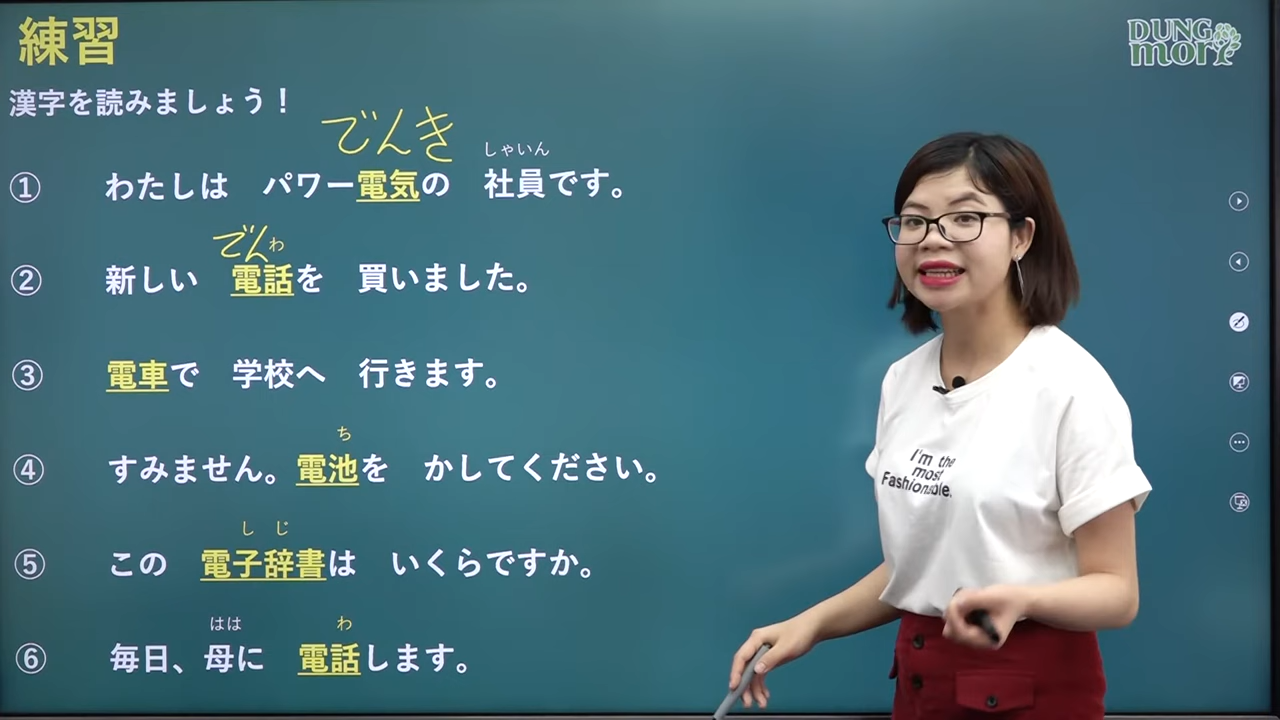 練習
DUNG
mori
漢字を読みましょう！
でんき
しゃいん
① わたしは パワー電気の 社員です。
でんわ
② 新しい 電話を 買いました。
③ 電車で 学校へ 行きます。
ち
④ すみません。電池を かしてください。
し じ
⑤ この 電子辞書は いくらですか。
はは わ
⑥ 毎日、母に 電話します。
I'm the
most
Fashionable.